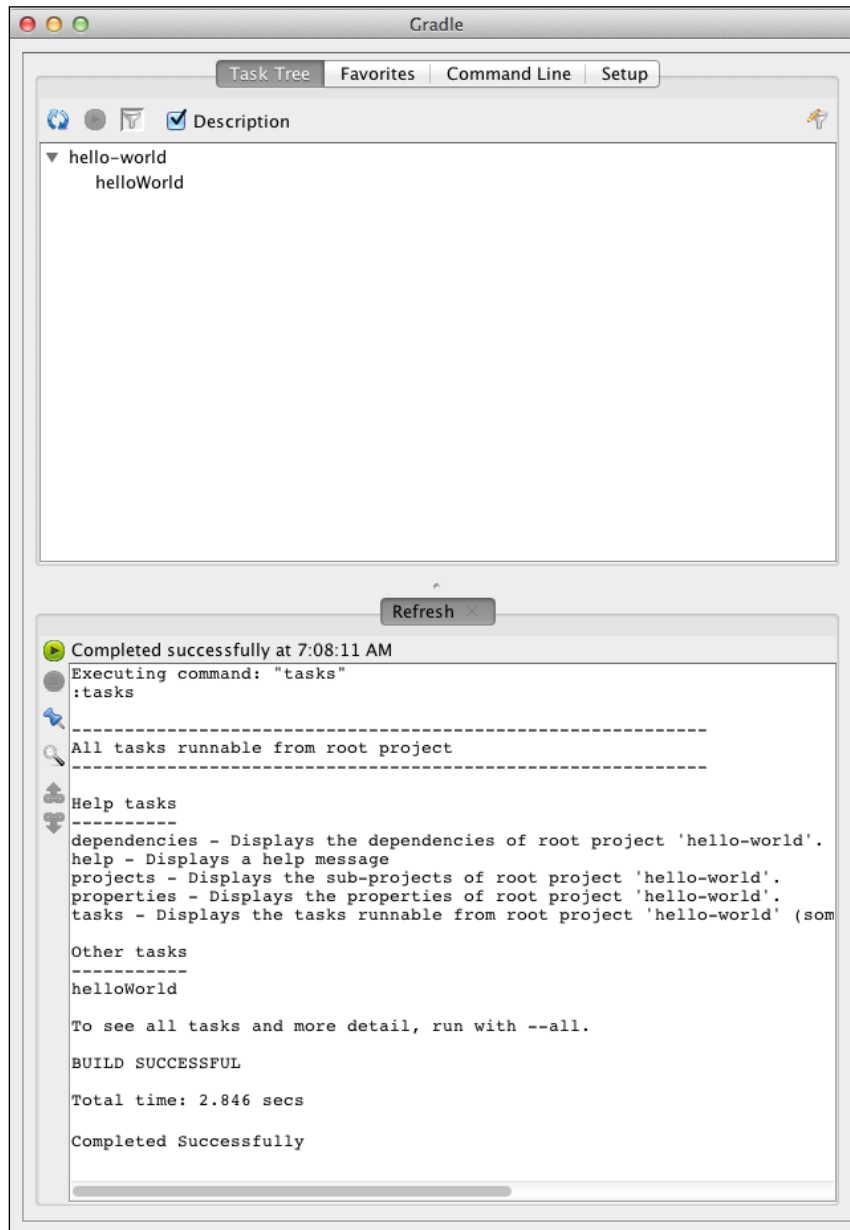 Gradle
Task Tree Favorites Command Line Setup
Description
hello-world
helloWorld
Refresh
Completed successfully at 7:08:11 AM
Executing command: "tasks"
:tasks
------------------------------------------------------------
All tasks runnable from root project
------------------------------------------------------------
Help tasks
----------
dependencies - Displays the dependencies of root project 'hello-world'.
help - Displays a help message
projects - Displays the sub-projects of root project 'hello-world'.
properties - Displays the properties of root project 'hello-world'.
tasks - Displays the tasks runnable from root project 'hello-world' (som
Other tasks
-----------
helloWorld
To see all tasks and more detail, run with --all.
BUILD SUCCESSFUL
Total time: 2.846 secs
Completed Successfully